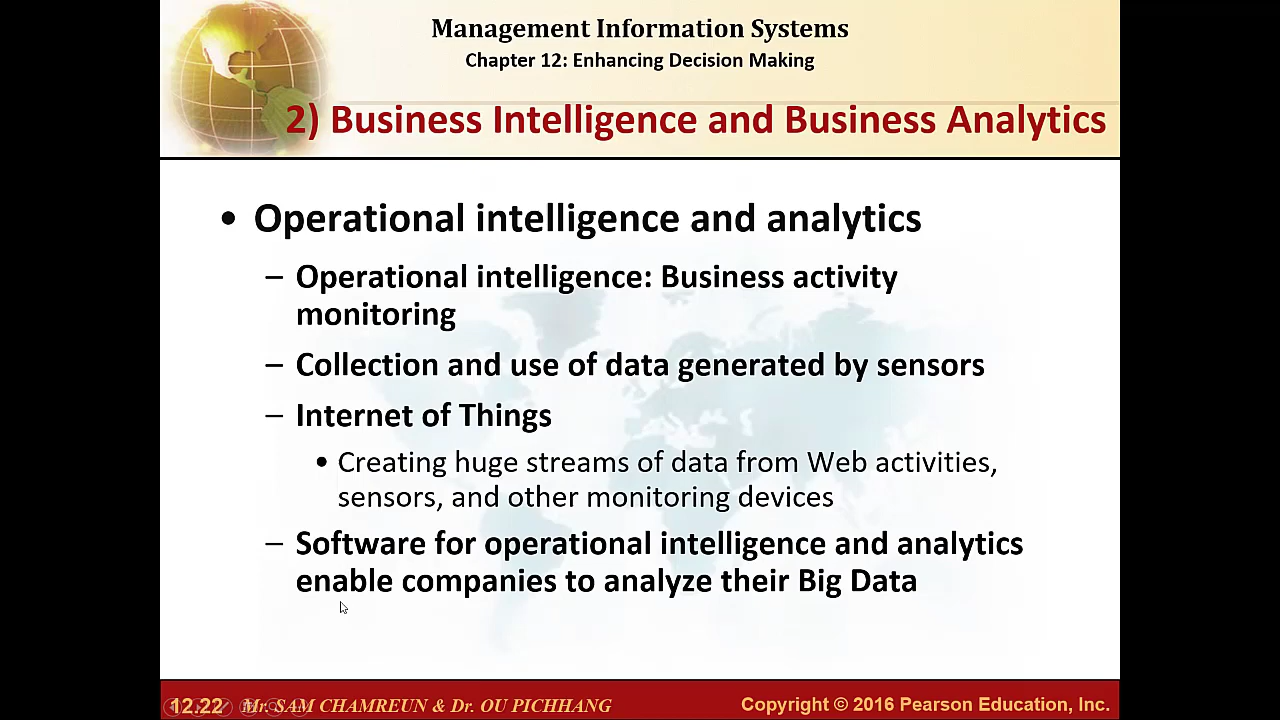 Management Information Systems
Chapter 12: Enhancing Decision Making
2) Business Intelligence and Business Analytics
• Operational intelligence and analytics
– Operational intelligence: Business activity
monitoring
– Collection and use of data generated by sensors
– Internet of Things
• Creating huge streams of data from Web activities,
sensors, and other monitoring devices
– Software for operational intelligence and analytics
enable companies to analyze their Big Data
12.22 Mr. SAM CHAMREUN & Dr. OU PICHHANG
Copyright © 2016 Pearson Education, Inc.